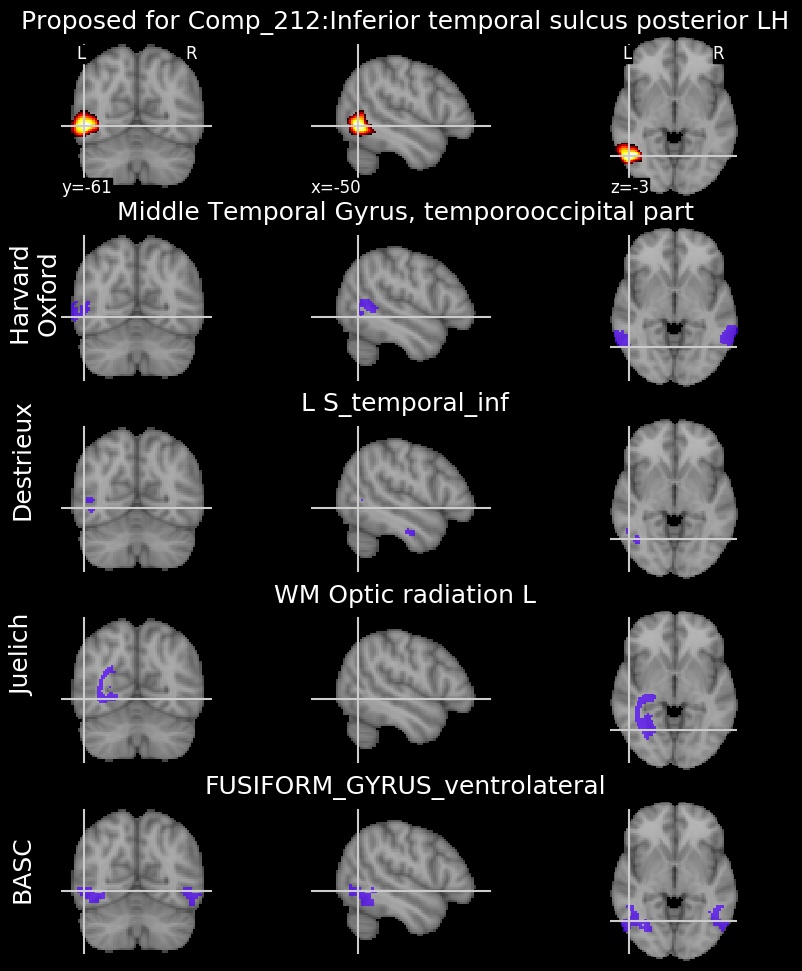 Proposed for Comp_212:Inferior temporal sulcus posterior LH
L R L R
y=-61 x=-50 z=-3
Middle Temporal Gyrus, temporooccipital part
Harvard
Oxford
L S_temporal_inf
Destrieux
WM Optic radiation L
Juelich
FUSIFORM_GYRUS_ventrolateral
BASC